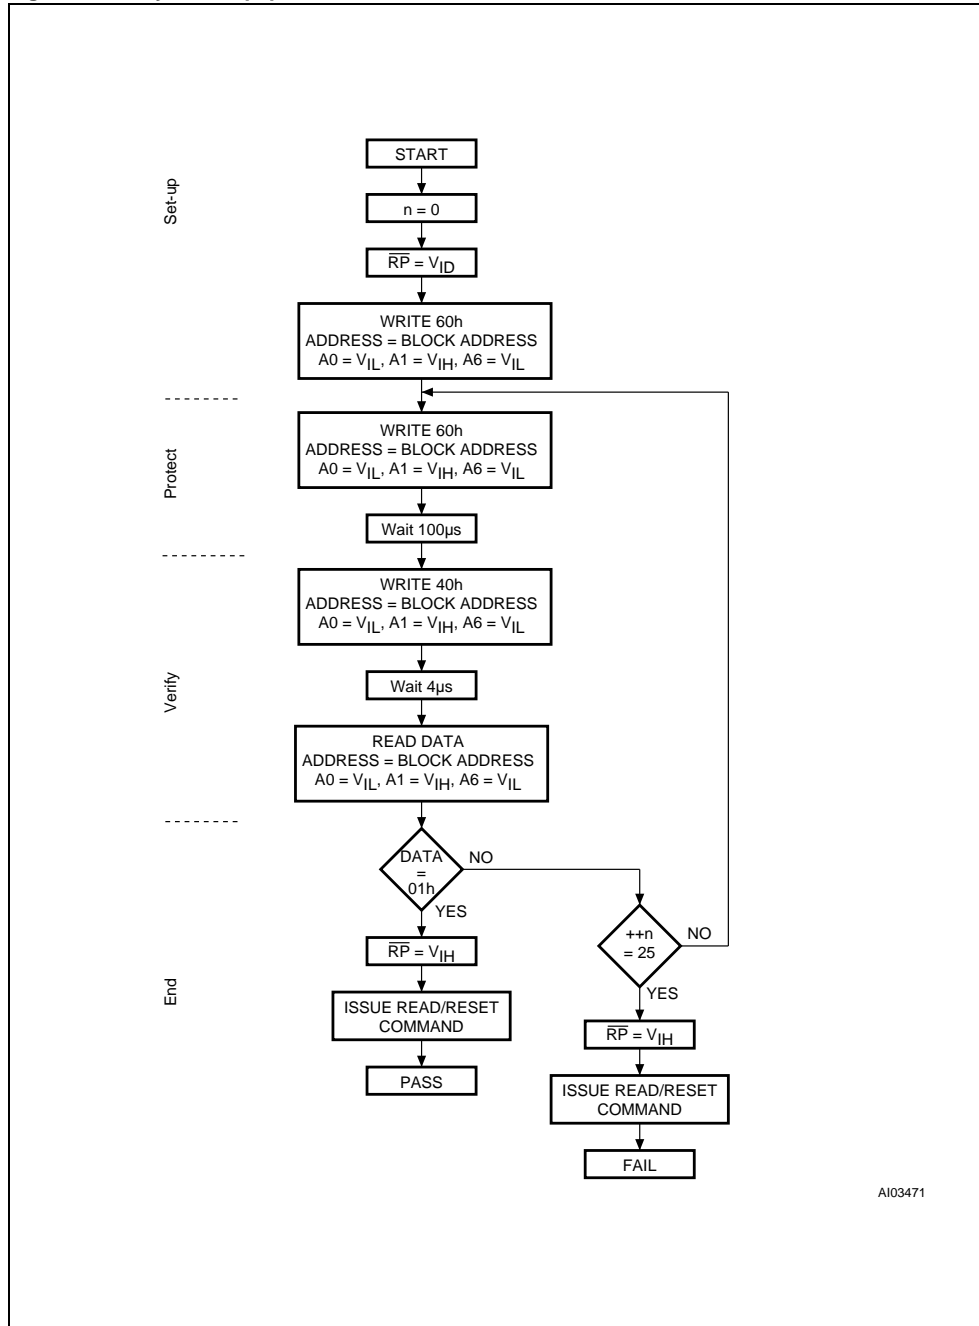 Set-up
START
n = 0
RP = VID
WRITE 60h
ADDRESS = BLOCK ADDRESS
A0 = VIL, A1 = VIH, A6 = VIL
Protect
WRITE 60h
ADDRESS = BLOCK ADDRESS
A0 = VIL, A1 = VIH, A6 = VIL
Wait 100µs
Verify
WRITE 40h
ADDRESS = BLOCK ADDRESS
A0 = VIL, A1 = VIH, A6 = VIL
Wait 4µs
READ DATA
ADDRESS = BLOCK ADDRESS
A0 = VIL, A1 = VIH, A6 = VIL
End
DATA
=
01h
NO
YES
RP = VIH
ISSUE READ/RESET
COMMAND
PASS
++n
= 25
NO
YES
RP = VIH
ISSUE READ/RESET
COMMAND
FAIL
AI03471